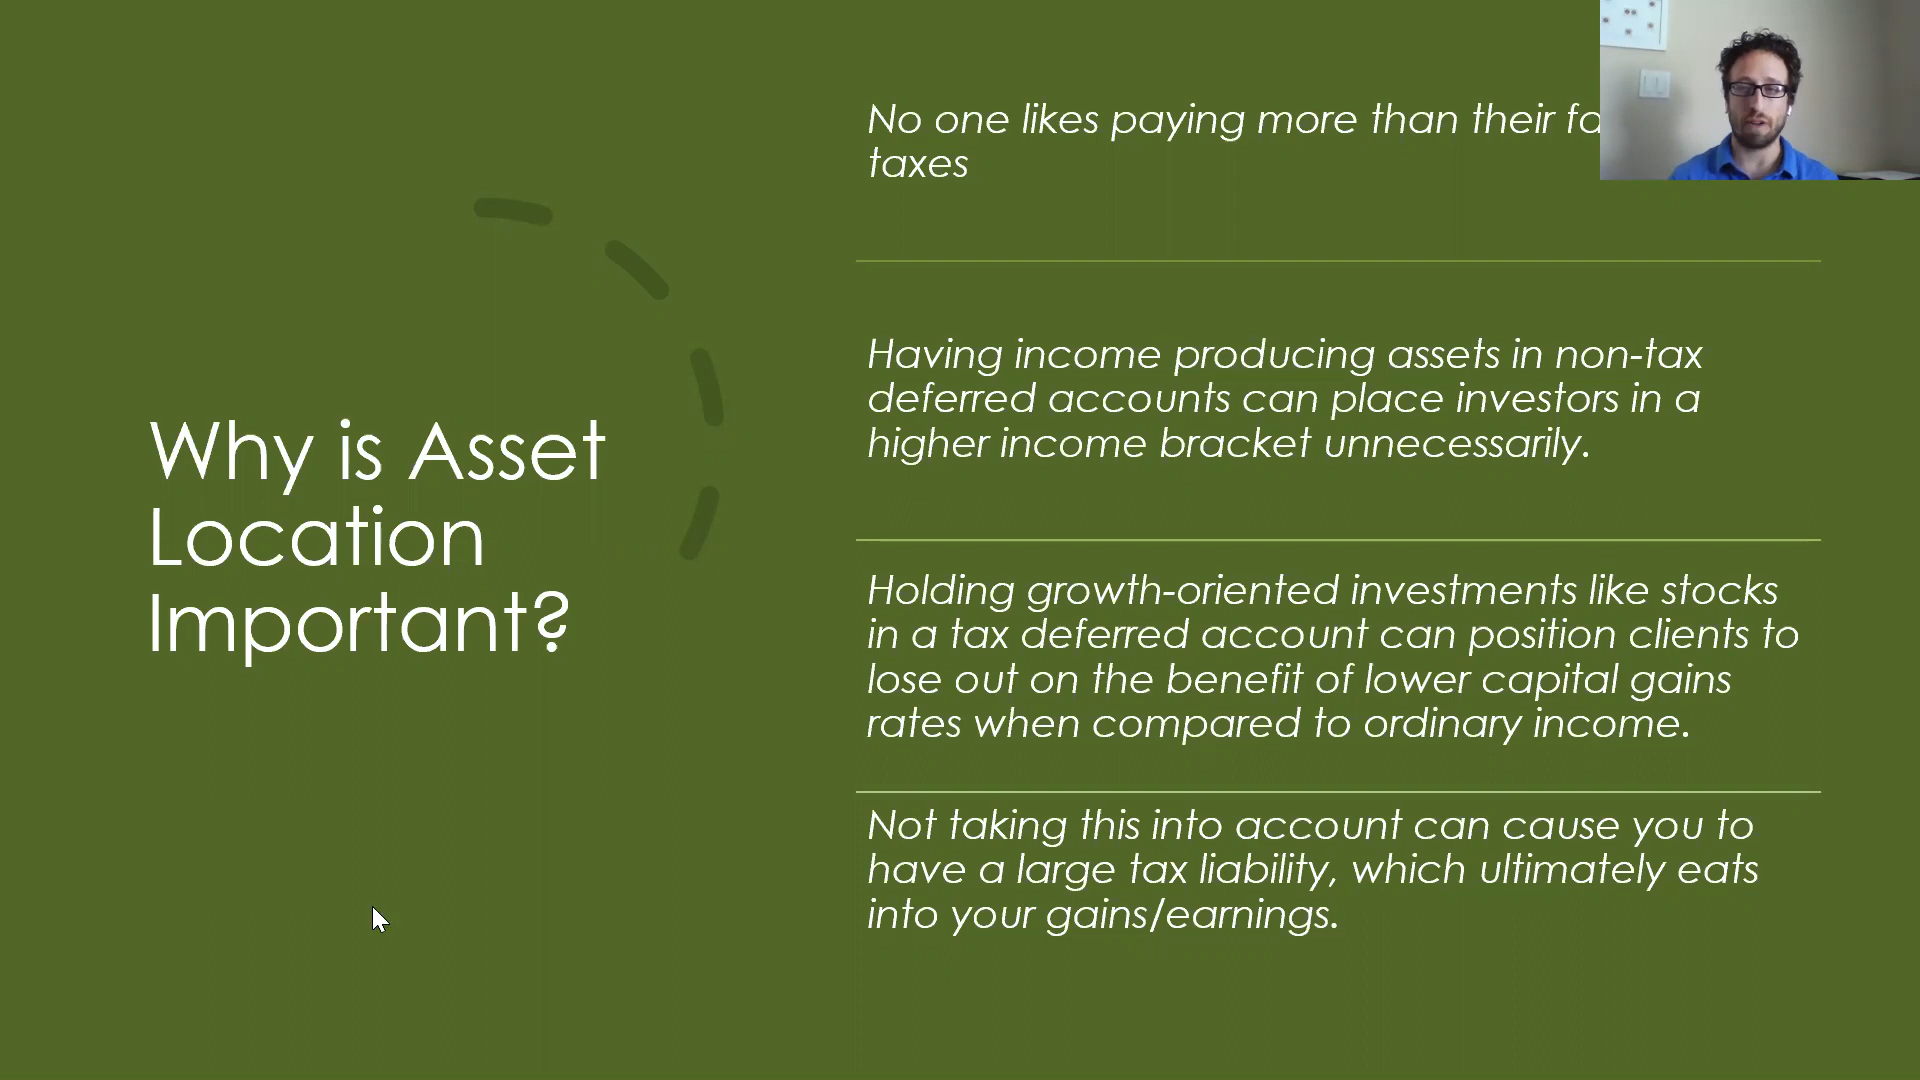 Why is Asset
Location
Important?
No one likes paying more than their
taxes
Having income producing assets in non-tax
deferred accounts can place investors in a
higher income bracket unnecessarily.
Holding growth-oriented investments like stocks
in a tax deferred account can position clients to
lose out on the benefit of lower capital gains
rates when compared to ordinary income.
Not taking this into account can cause you to
have a large tax liability, which ultimately eats
into your gains/earnings.